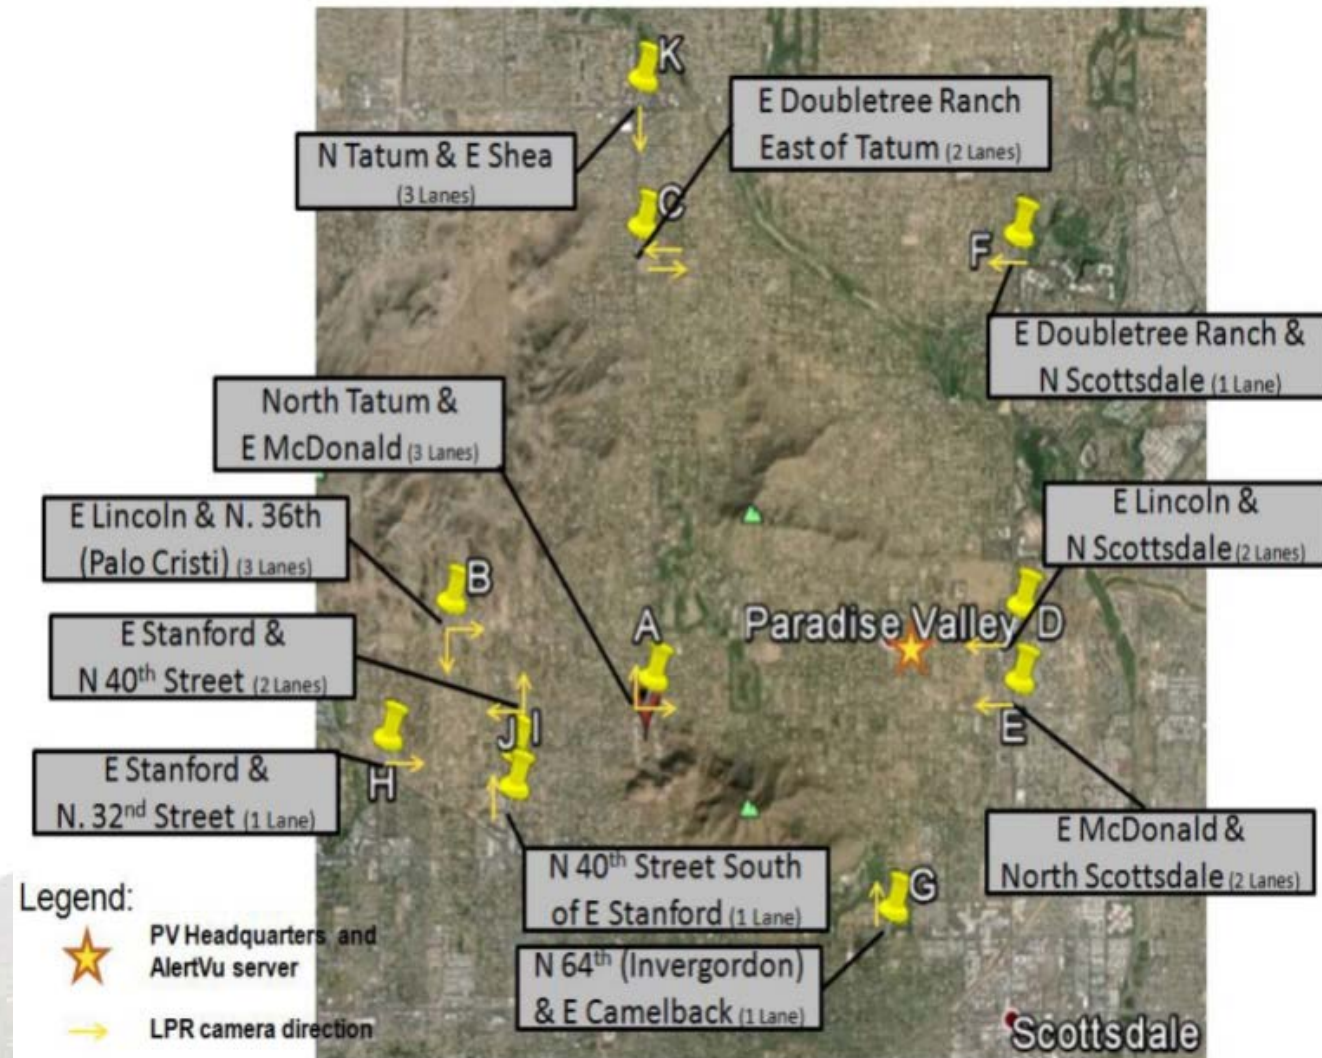 K
E Doubletree Ranch
East of Tatum (2 Lanes)
N Tatum & E Shea
(3 Lanes)
C
F
E Doubletree Ranch &
N Scottsdale (1 Lane)
North Tatum &
E McDonald (3 Lanes)
E Lincoln &
N Scottsdale (2 Lanes)
E Lincoln & N. 36th
(Palo Cristi) (3 Lanes)
B
A
Paradise Valley
D
E Stanford &
N 40th Street (2 Lanes)
J
I
E
H
E Stanford &
N. 32nd Street (1 Lane)
E McDonald &
North Scottsdale (2 Lanes)
N 40th Street South
of E Stanford (1 Lane)
G
N 64th (Invergordon)
& E Camelback (1 Lane)
Legend:
PV Headquarters and
AlertVu server
LPR camera direction
Scottsdale